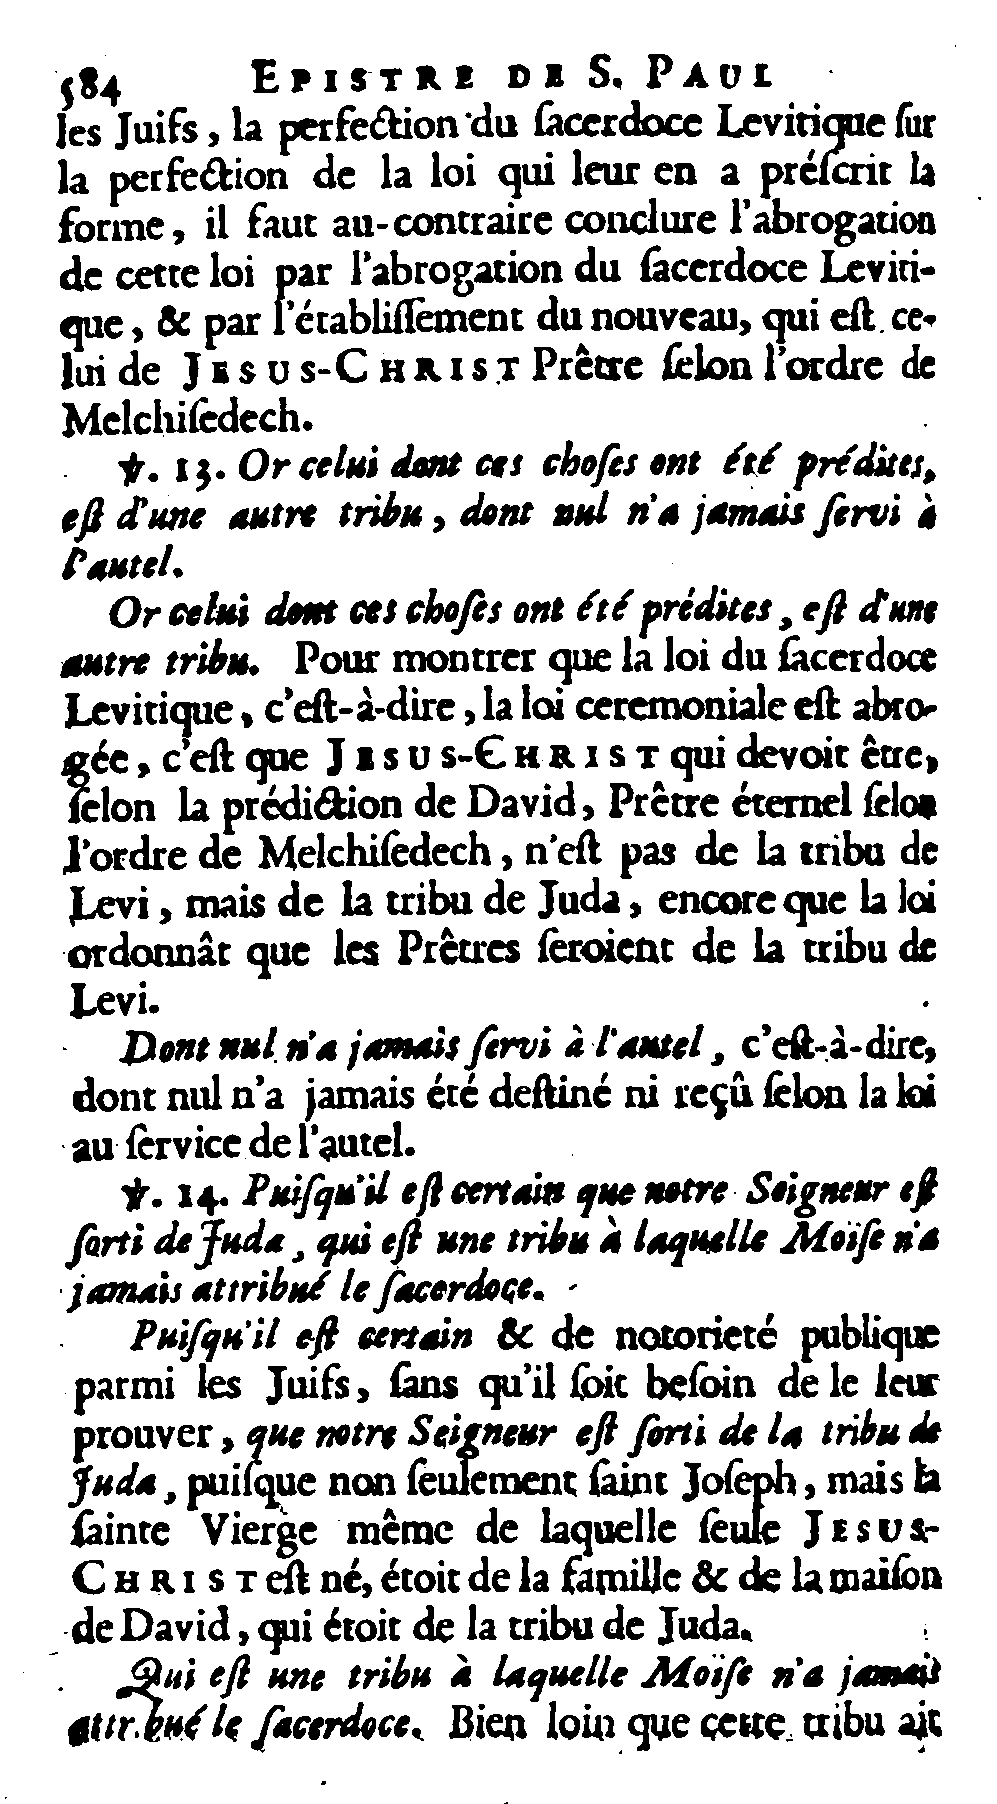 584 EPISTRE DE S. PAUL
les Juifs, la perfection du ſacerdoce Levitique ſur
la perfection de la loi qui leur en a préſcrit la
forme, il faut au-contraire conclure l'abrogation
de cette loi par l'abrogation du ſacerdoce Leviti-
que, & par l'établiſſement du nouveau, qui eſt ce-
lui de JESUS-CHRIST Prêtre ſelon l'ordre de
Melchiſedech.
℣. 13. Or celui dont ces choſes ont été prédites,
eſt d'une autre tribu, dont nul n'a jamais ſervi à
l'autel.
Or celui dont ces choſes ont été prédites, eſt d'une
autre tribu. Pour montrer que la loi du ſacerdoce
Levitique, c'eſt-à-dire, la loi ceremoniale eſt abro-
gée, c'eſt que JESUS-CHRIST qui devoit être,
ſelon la prédiction de David, Prêtre éternel ſelon
l'ordre de Melchiſedech, n'eſt pas de la tribu de
Levi, mais de la tribu de Juda, encore que la loi
ordonnât que les Prêtres ſeroient de la tribu de
Levi.
Dont nul n'a jamais ſervi à l'autel, c'eſt-à-dire,
dont nul n'a jamais été deſtiné ni reçû ſelon la loi
au ſervice de l'autel.
℣. 14. Puiſqu'il eſt certain que notre Seigneur eſt
ſorti de Juda, qui eſt une tribu à laquelle Moïſe n'a
jamais attribué le ſacerdoce.
Puiſqu'il eſt certain & de notorieté publique
parmi les Juifs, ſans qu'il ſoit beſoin de le leur
prouver, que notre Seigneur eſt ſorti de la tribu de
Juda, puiſque non ſeulement ſaint Joſeph, mais la
ſainte Vierge même de laquelle ſeule JESUS-
CHRIST eſt né, étoit de la famille & de la maiſon
de David, qui étoit de la tribu de Juda.
Qui eſt une tribu à laquelle Moïſe n'a jamais
attribué le ſacerdoce. Bien loin que cette tribu ait